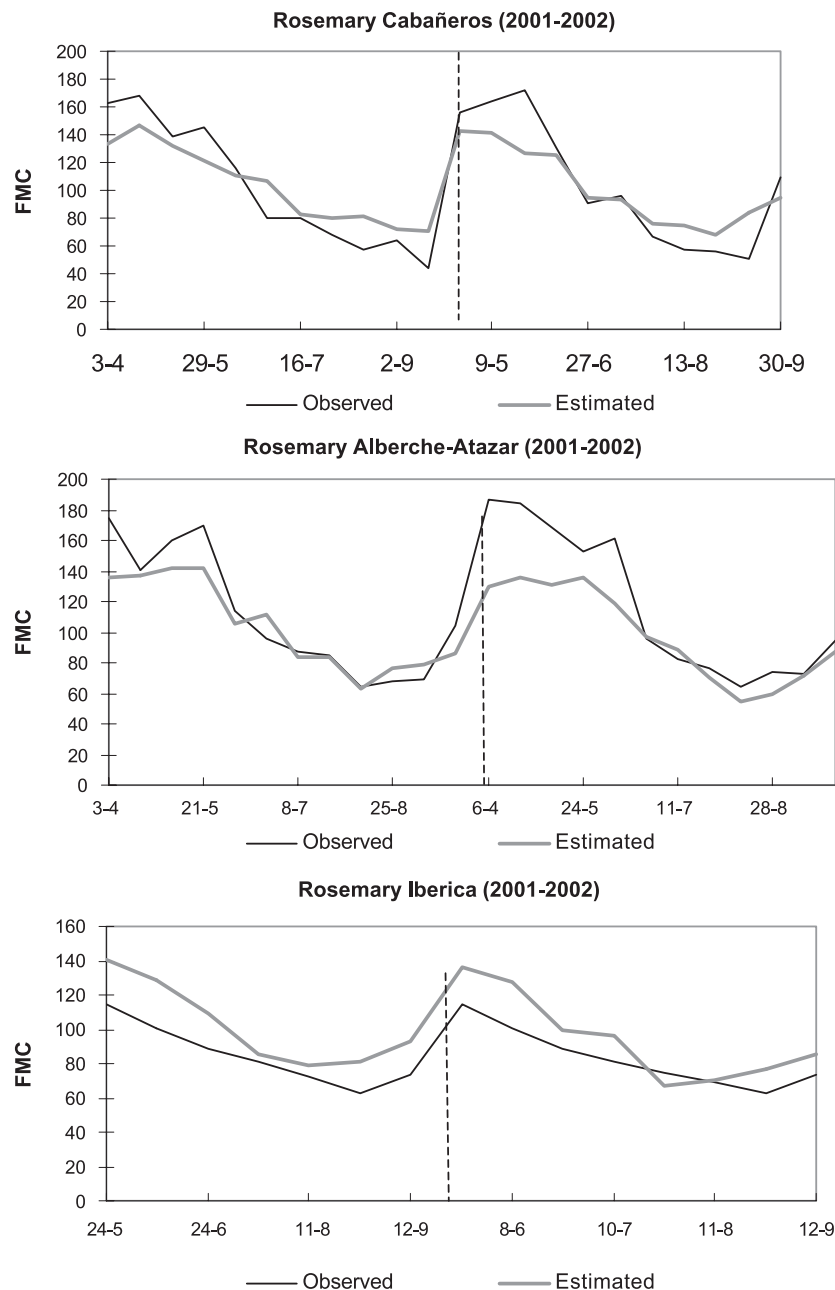 Rosemary Cabañeros (2001-2002)
200
180
160
140
120
100
80
60
40
20
0
FMC
3-4 29-5 16-7 2-9 9-5 27-6 13-8 30-9
Observed Estimated
Rosemary Alberche-Atazar (2001-2002)
200
180
160
140
120
100
80
60
40
20
0
FMC
3-4 21-5 8-7 25-8 6-4 24-5 11-7 28-8
Observed Estimated
Rosemary Iberica (2001-2002)
160
140
120
100
80
60
40
20
0
FMC
24-5 24-6 11-8 12-9 8-6 10-7 11-8 12-9
Observed Estimated